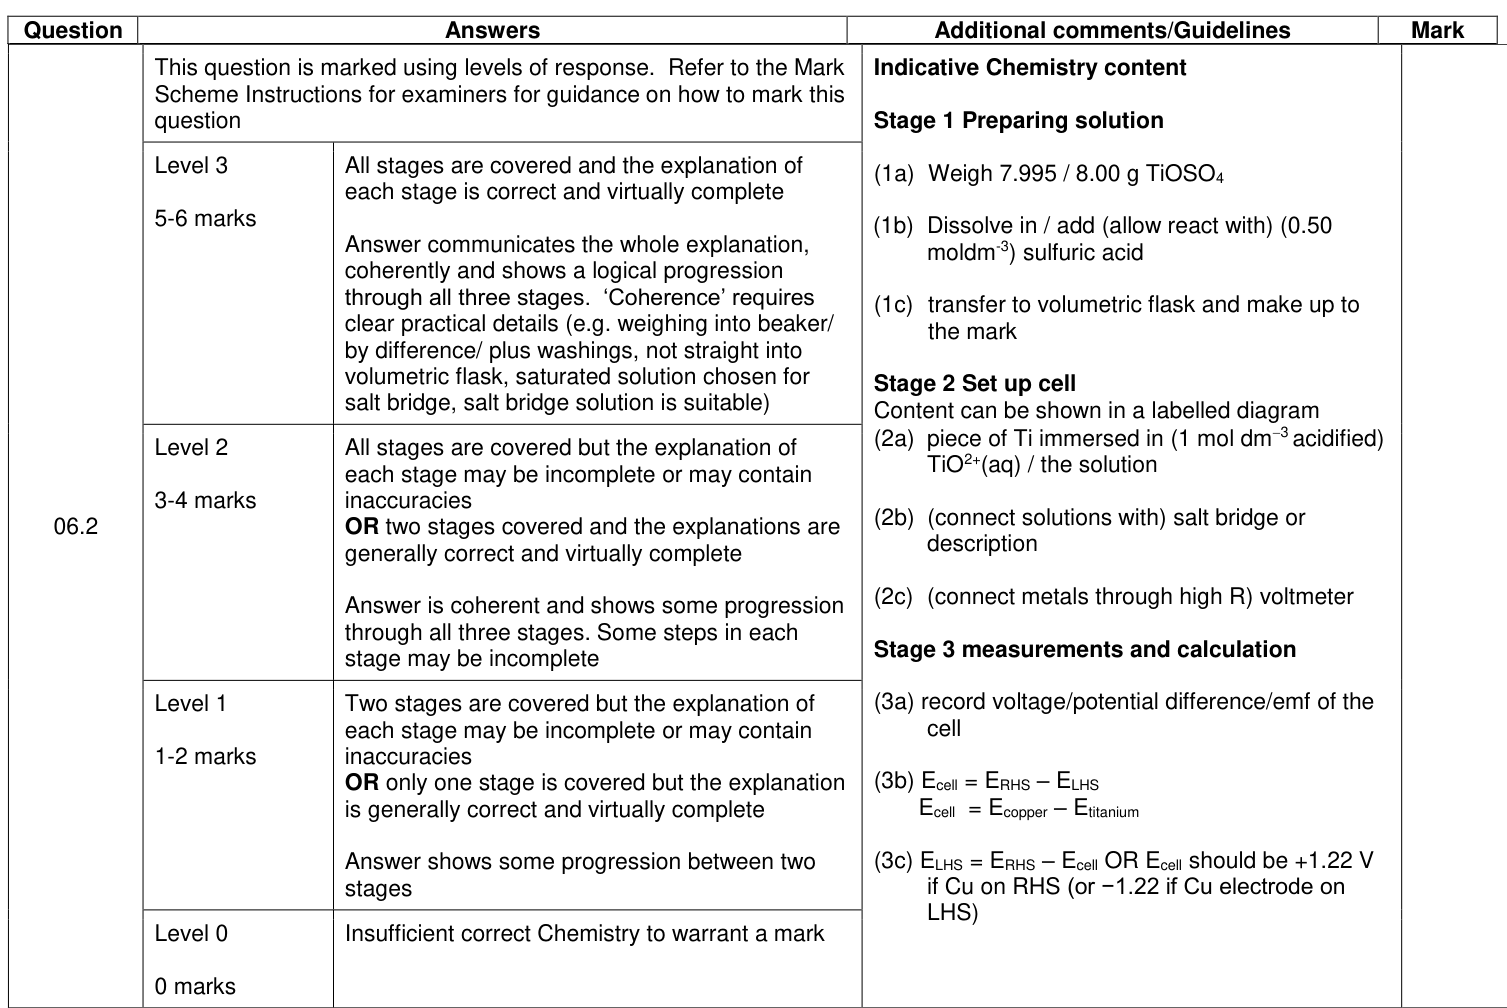 Question Answers Additional comments/Guidelines Mark
06.2
This question is marked using levels of response.  Refer to the Mark
Scheme Instructions for examiners for guidance on how to mark this
question
Level 3
5-6 marks
All stages are covered and the explanation of
each stage is correct and virtually complete
Answer communicates the whole explanation,
coherently and shows a logical progression
through all three stages.  ‘Coherence’ requires
clear practical details (e.g. weighing into beaker/
by difference/ plus washings, not straight into
volumetric flask, saturated solution chosen for
salt bridge, salt bridge solution is suitable)
Level 2
3-4 marks
All stages are covered but the explanation of
each stage may be incomplete or may contain
inaccuracies
OR two stages covered and the explanations are
generally correct and virtually complete
Answer is coherent and shows some progression
through all three stages. Some steps in each
stage may be incomplete
Level 1
1-2 marks
Two stages are covered but the explanation of
each stage may be incomplete or may contain
inaccuracies
OR only one stage is covered but the explanation
is generally correct and virtually complete
Answer shows some progression between two
stages
Level 0
0 marks
Insufficient correct Chemistry to warrant a mark
Indicative Chemistry content
Stage 1 Preparing solution
(1a) Weigh 7.995 / 8.00 g TiOSO₄
(1b) Dissolve in / add (allow react with) (0.50
moldm⁻³) sulfuric acid
(1c) transfer to volumetric flask and make up to
the mark
Stage 2 Set up cell
Content can be shown in a labelled diagram
(2a) piece of Ti immersed in (1 mol dm⁻³ acidified)
TiO²⁺(aq) / the solution
(2b) (connect solutions with) salt bridge or
description
(2c) (connect metals through high R) voltmeter
Stage 3 measurements and calculation
(3a) record voltage/potential difference/emf of the
cell
(3b) E_cell = E_RHS – E_LHS
E_cell = E_copper – E_titanium
(3c) E_LHS = E_RHS – E_cell OR E_cell should be +1.22 V
if Cu on RHS (or −1.22 if Cu electrode on
LHS)